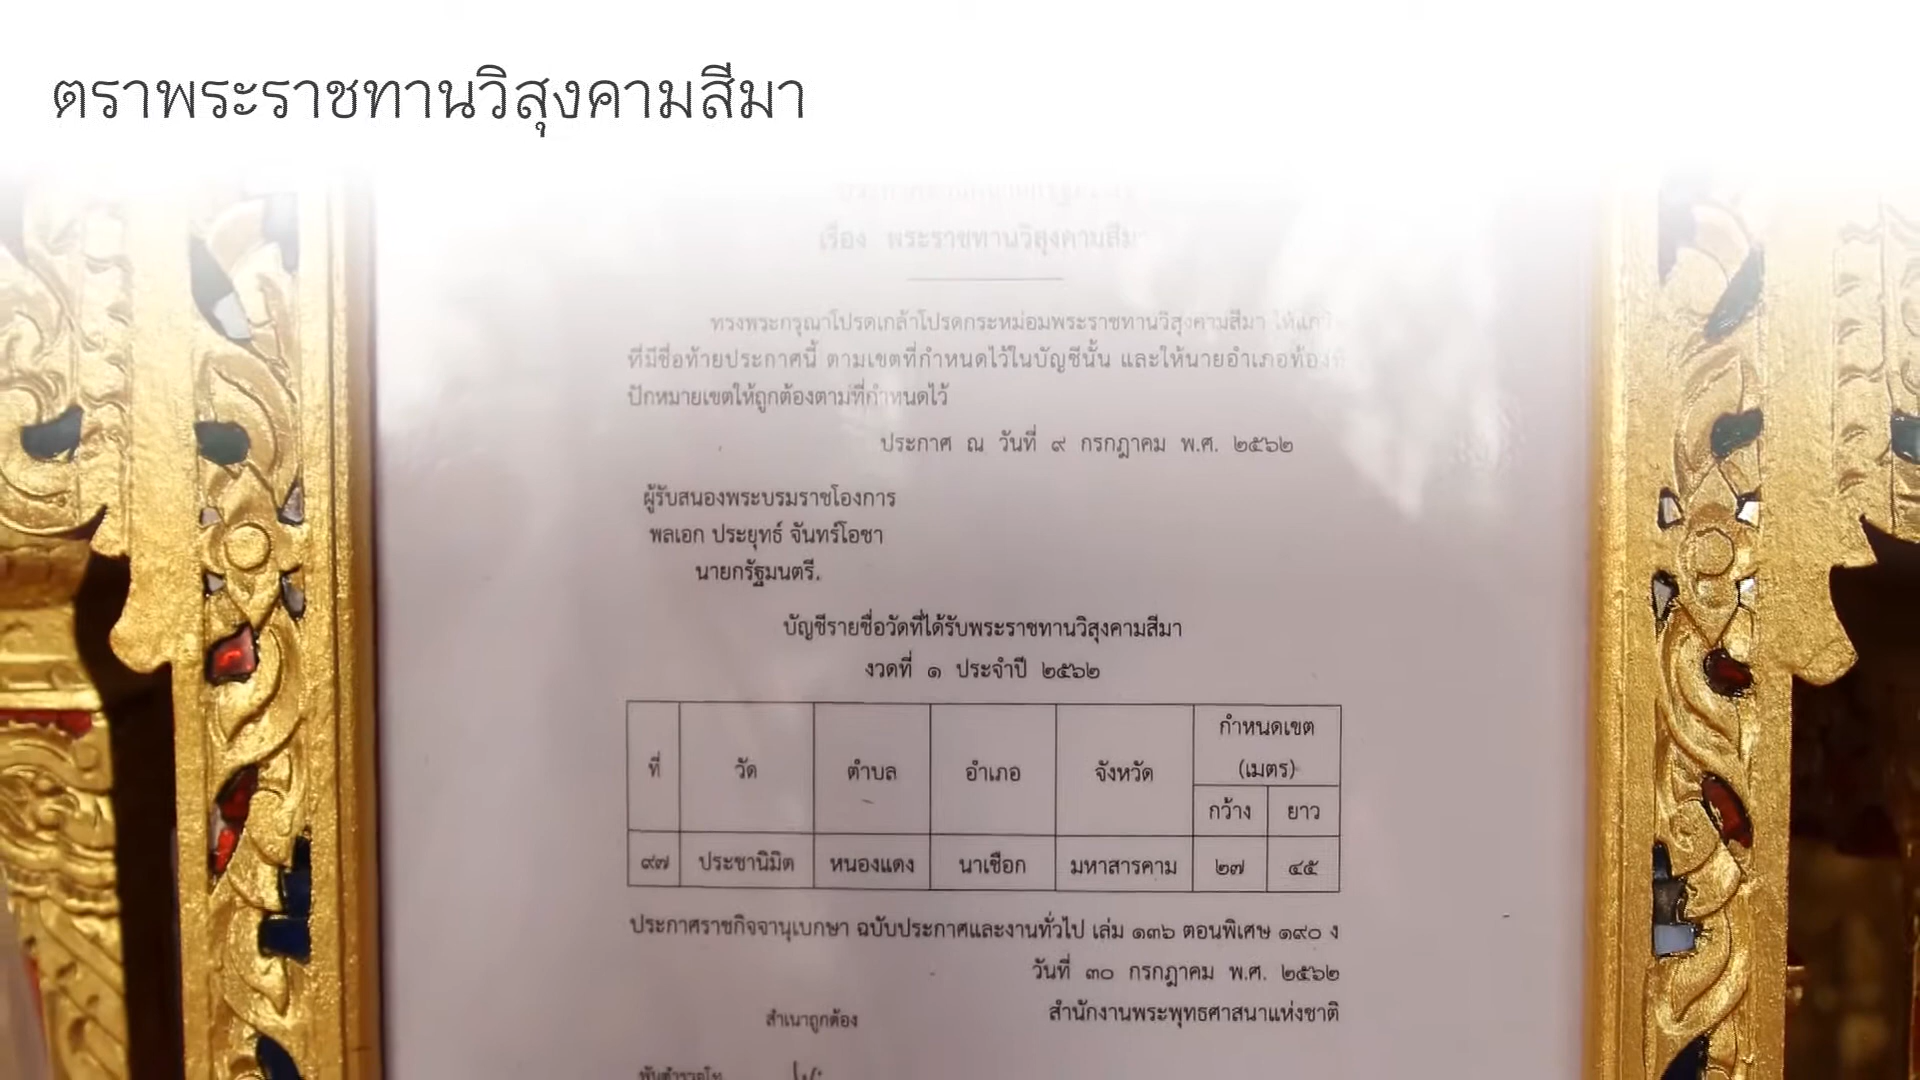 ตราพระราชทานวิสุงคามสีมา
เรื่อง พระราชทานวิสุงคามสีมา
ทรงพระกรุณาโปรดเกล้าโปรดกระหม่อมพระราชทานวิสุงคามสีมา ให้แก่
ที่มีชื่อท้ายประกาศนี้ ตามเขตที่กำหนดไว้ในบัญชีนั้น และให้นายอำเภอท้องที่
ปักหมายเขตให้ถูกต้องตามที่กำหนดไว้
ประกาศ ณ วันที่ ๙ กรกฎาคม พ.ศ. ๒๕๖๒
ผู้รับสนองพระบรมราชโองการ
พลเอก ประยุทธ์ จันทร์โอชา
นายกรัฐมนตรี.
บัญชีรายชื่อวัดที่ได้รับพระราชทานวิสุงคามสีมา
งวดที่ ๑ ประจำปี ๒๕๖๒
ที่ วัด ตำบล อำเภอ จังหวัด กำหนดเขต
(เมตร)
กว้าง ยาว
๙๗ ประชานิมิต หนองแดง นาเชือก มหาสารคาม ๒๗ ๔๕
ประกาศราชกิจจานุเบกษา ฉบับประกาศและงานทั่วไป เล่ม ๑๓๖ ตอนพิเศษ ๑๙๐ ง
วันที่ ๓๐ กรกฎาคม พ.ศ. ๒๕๖๒
สำนักงานพระพุทธศาสนาแห่งชาติ
สำเนาถูกต้อง
พันตำรวจโท